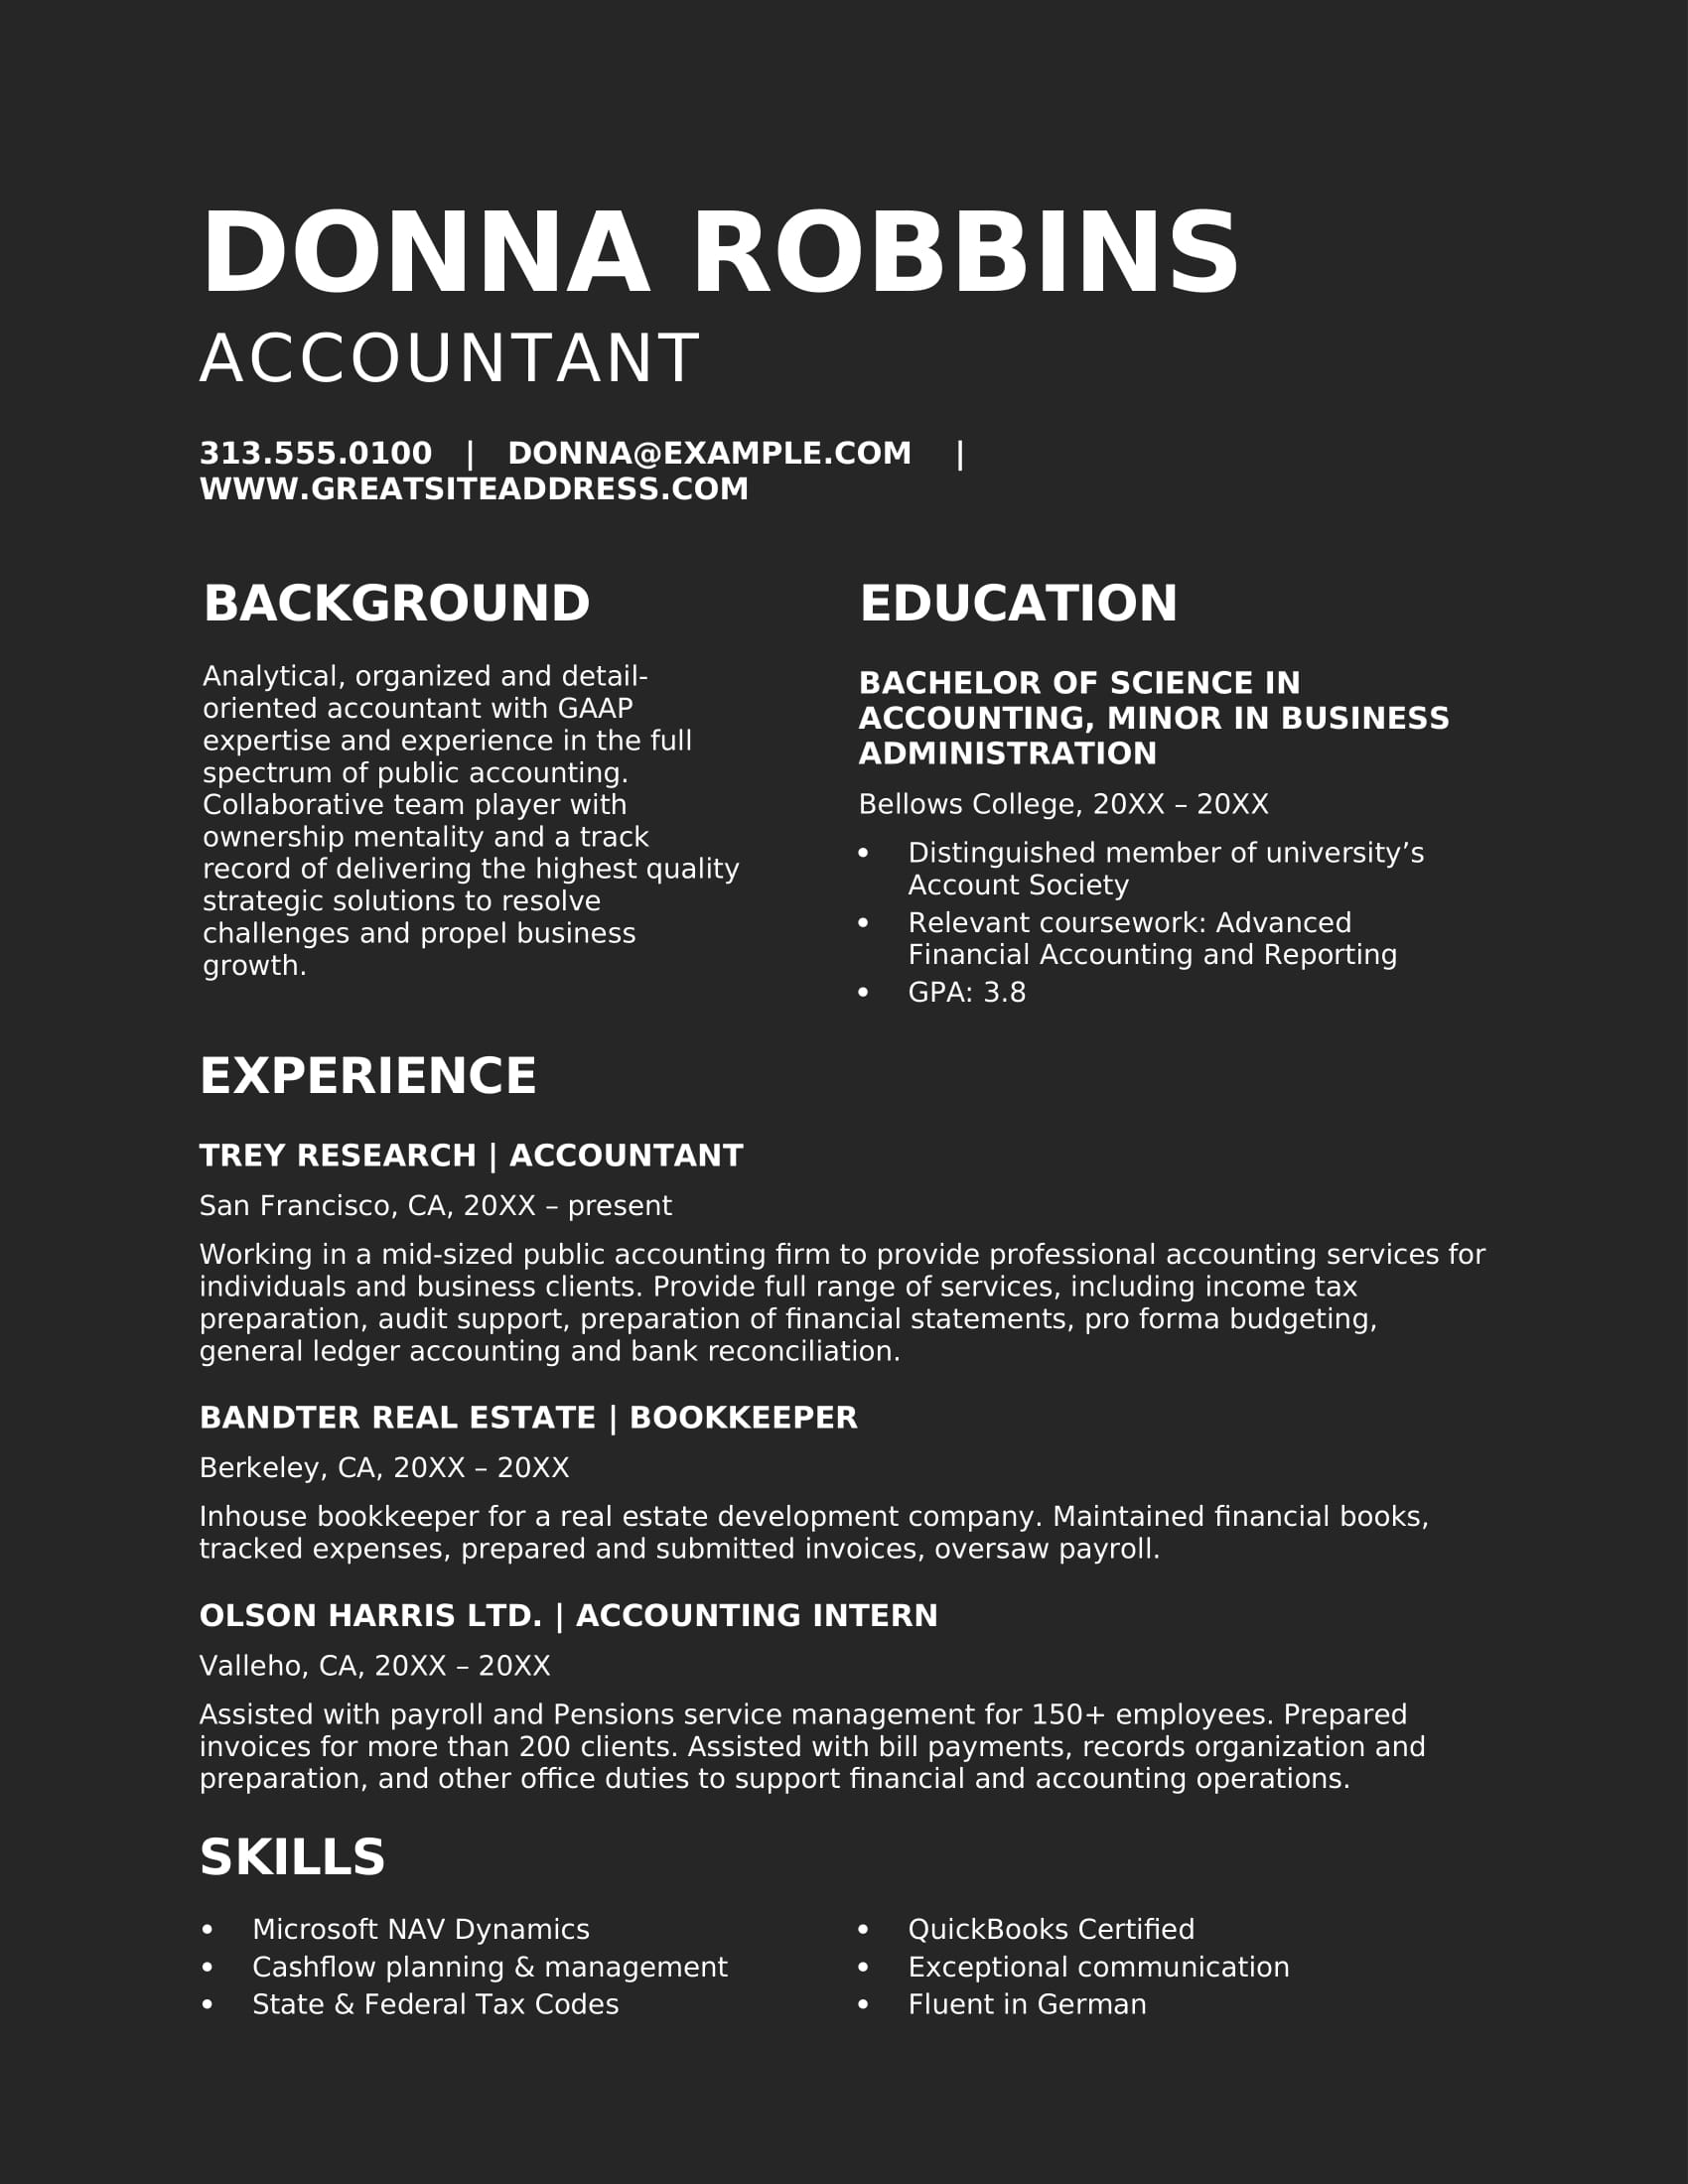 DONNA ROBBINS
ACCOUNTANT
313.555.0100 | DONNA@EXAMPLE.COM |
WWW.GREATSITEADDRESS.COM
BACKGROUND
Analytical, organized and detail-
oriented accountant with GAAP
expertise and experience in the full
spectrum of public accounting.
Collaborative team player with
ownership mentality and a track
record of delivering the highest quality
strategic solutions to resolve
challenges and propel business
growth.
EDUCATION
BACHELOR OF SCIENCE IN
ACCOUNTING, MINOR IN BUSINESS
ADMINISTRATION
Bellows College, 20XX – 20XX
• Distinguished member of university’s
Account Society
• Relevant coursework: Advanced
Financial Accounting and Reporting
• GPA: 3.8
EXPERIENCE
TREY RESEARCH | ACCOUNTANT
San Francisco, CA, 20XX – present
Working in a mid-sized public accounting firm to provide professional accounting services for
individuals and business clients. Provide full range of services, including income tax
preparation, audit support, preparation of financial statements, pro forma budgeting,
general ledger accounting and bank reconciliation.
BANDTER REAL ESTATE | BOOKKEEPER
Berkeley, CA, 20XX – 20XX
Inhouse bookkeeper for a real estate development company. Maintained financial books,
tracked expenses, prepared and submitted invoices, oversaw payroll.
OLSON HARRIS LTD. | ACCOUNTING INTERN
Valleho, CA, 20XX – 20XX
Assisted with payroll and Pensions service management for 150+ employees. Prepared
invoices for more than 200 clients. Assisted with bill payments, records organization and
preparation, and other office duties to support financial and accounting operations.
SKILLS
• Microsoft NAV Dynamics
• Cashflow planning & management
• State & Federal Tax Codes
• QuickBooks Certified
• Exceptional communication
• Fluent in German